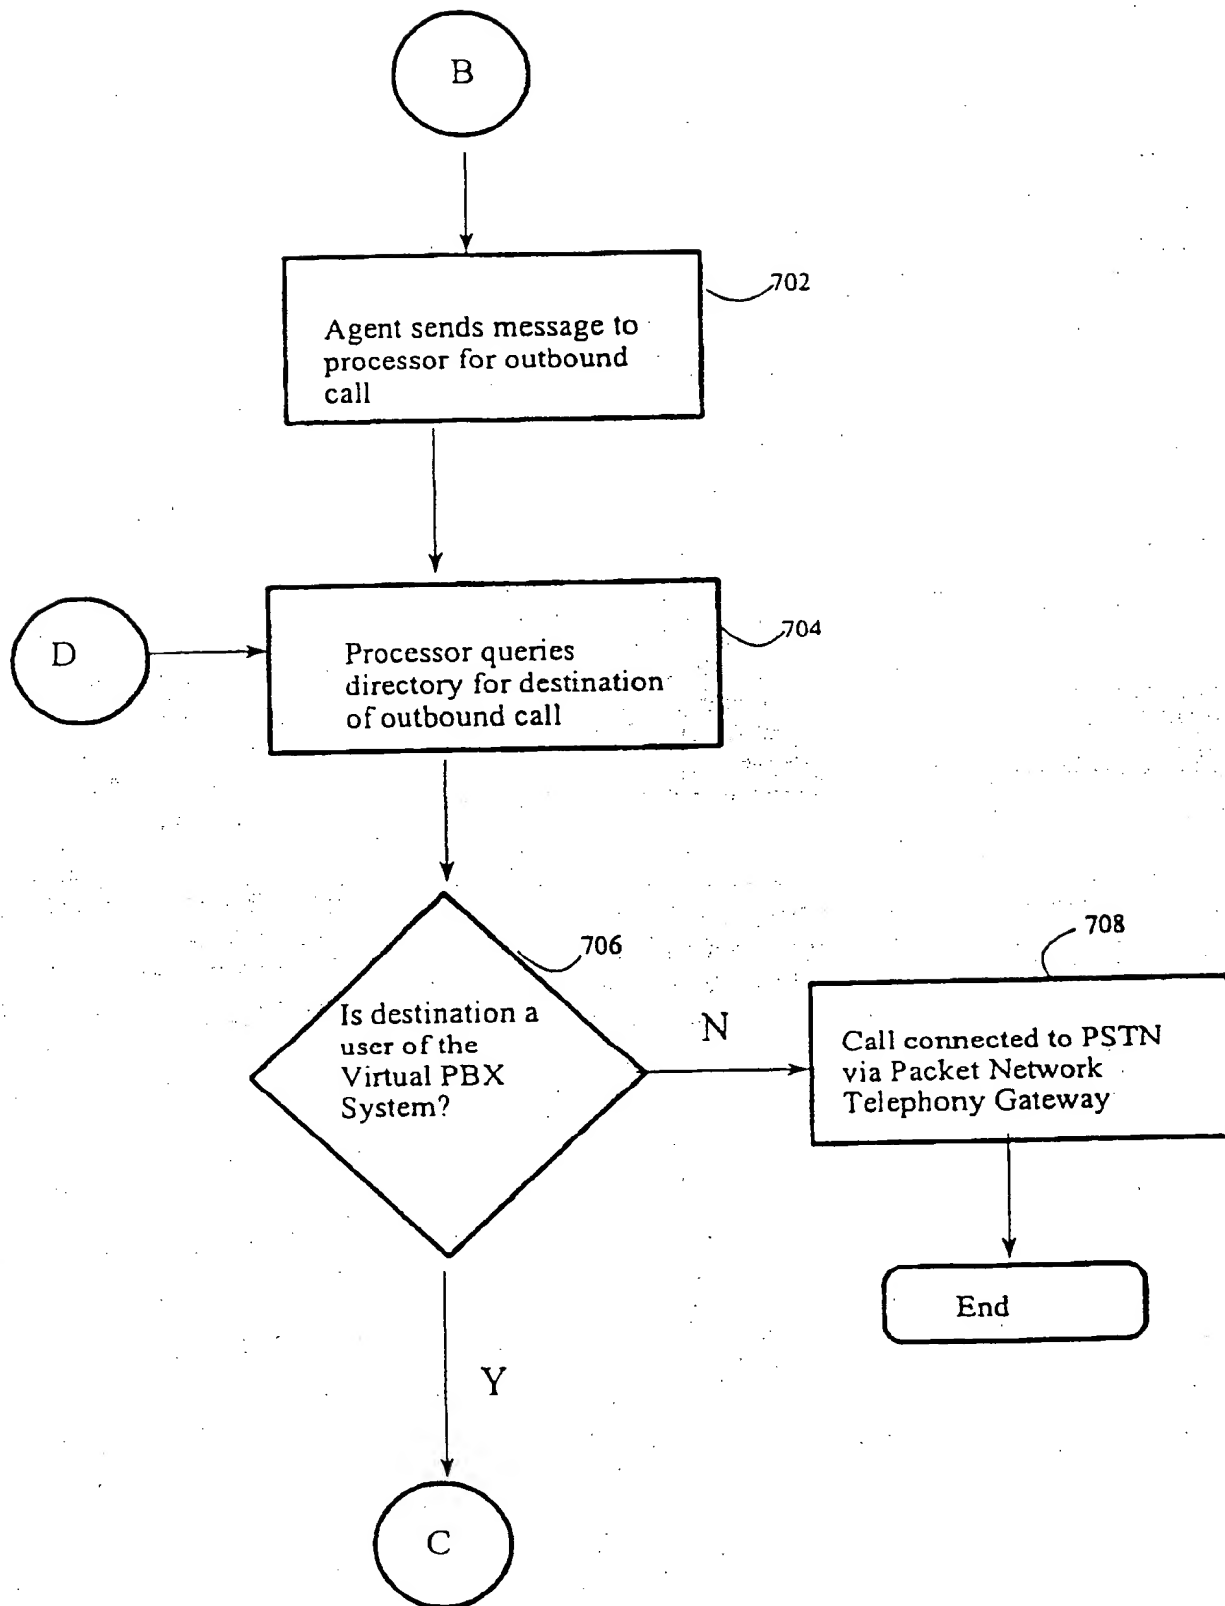 B
702
Agent sends message to
processor for outbound
call
D
704
Processor queries
directory for destination
of outbound call
706
708
Is destination a
user of the
Virtual PBX
System?
N
Call connected to PSTN
via Packet Network
Telephony Gateway
End
Y
C